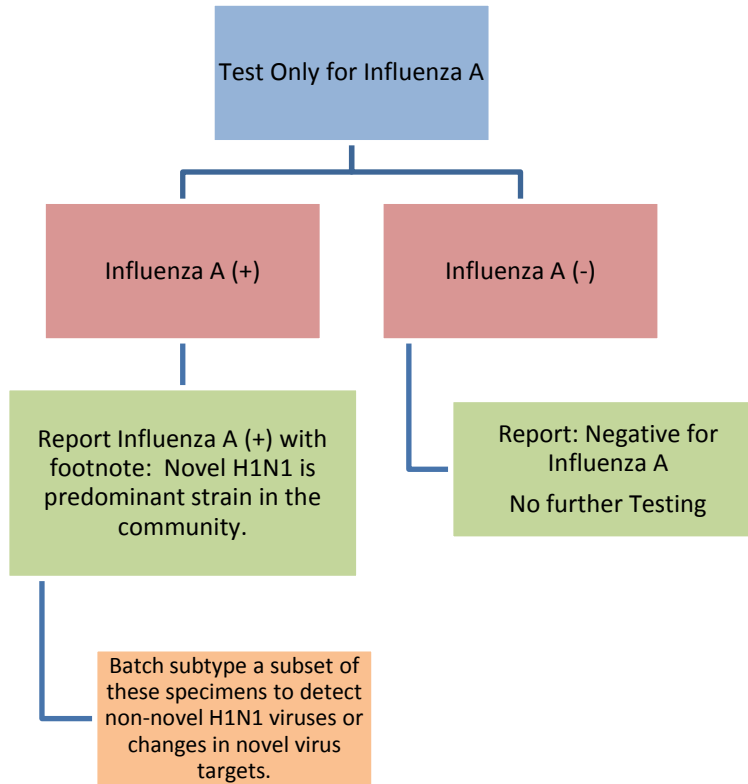 Test Only for Influenza A
Influenza A (+)
Influenza A (-)
Report Influenza A (+) with
footnote:  Novel H1N1 is
predominant strain in the
community.
Report: Negative for
Influenza A
No further Testing
Batch subtype a subset of
these specimens to detect
non-novel H1N1 viruses or
changes in novel virus
targets.